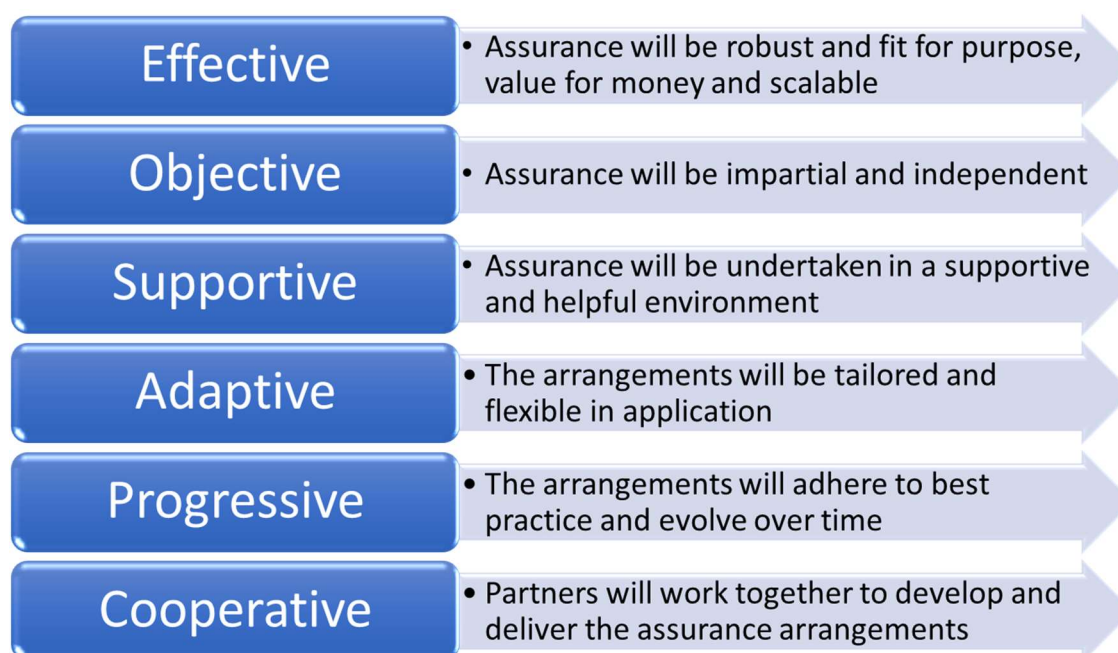 Effective
• Assurance will be robust and fit for purpose,
value for money and scalable
Objective
• Assurance will be impartial and independent
Supportive
• Assurance will be undertaken in a supportive
and helpful environment
Adaptive
• The arrangements will be tailored and
flexible in application
Progressive
• The arrangements will adhere to best
practice and evolve over time
Cooperative
• Partners will work together to develop and
deliver the assurance arrangements